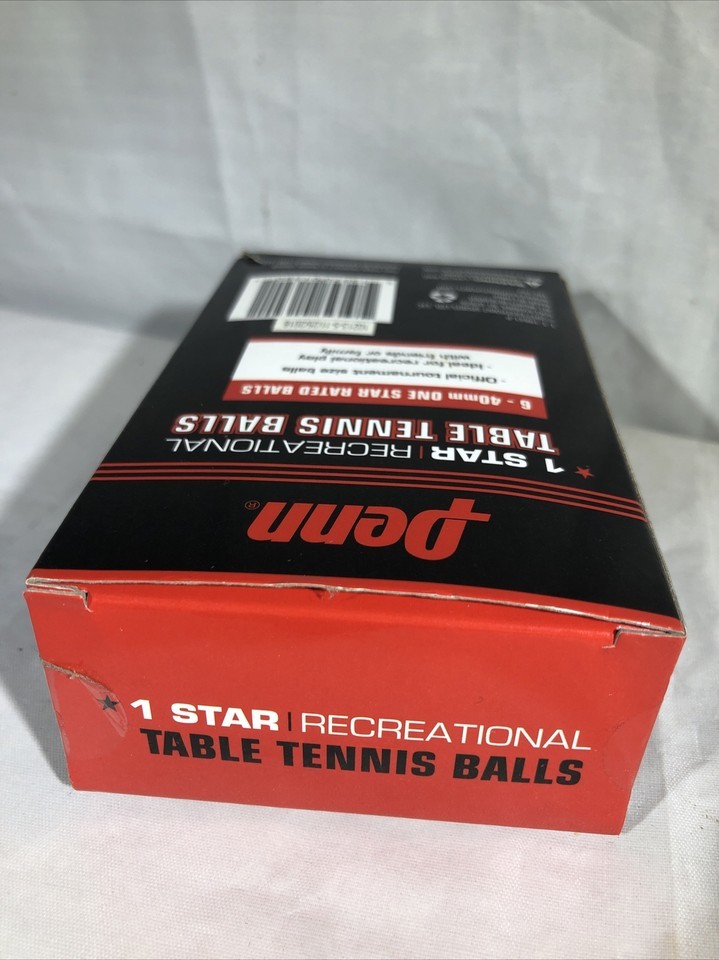 Penn®
1 STAR | RECREATIONAL
TABLE TENNIS BALLS
6 - 40mm ONE STAR RATED BALLS
• Official tournament size balls
• Ideal for recreational play
with friends or family
1 STAR | RECREATIONAL
TABLE TENNIS BALLS